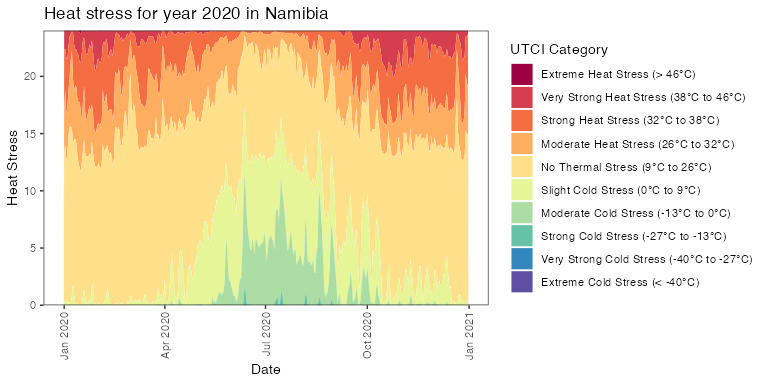 Heat stress for year 2020 in Namibia
Heat Stress
20
15
10
5
0
Jan 2020
Apr 2020
Jul 2020
Oct 2020
Jan 2021
Date
UTCI Category
Extreme Heat Stress (> 46°C)
Very Strong Heat Stress (38°C to 46°C)
Strong Heat Stress (32°C to 38°C)
Moderate Heat Stress (26°C to 32°C)
No Thermal Stress (9°C to 26°C)
Slight Cold Stress (0°C to 9°C)
Moderate Cold Stress (-13°C to 0°C)
Strong Cold Stress (-27°C to -13°C)
Very Strong Cold Stress (-40°C to -27°C)
Extreme Cold Stress (< -40°C)